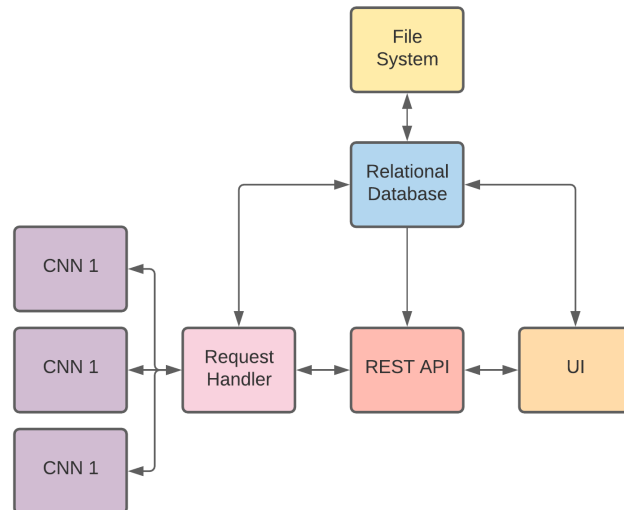 File
System
Relational
Database
CNN 1
CNN 1
Request
Handler
REST API
UI
CNN 1